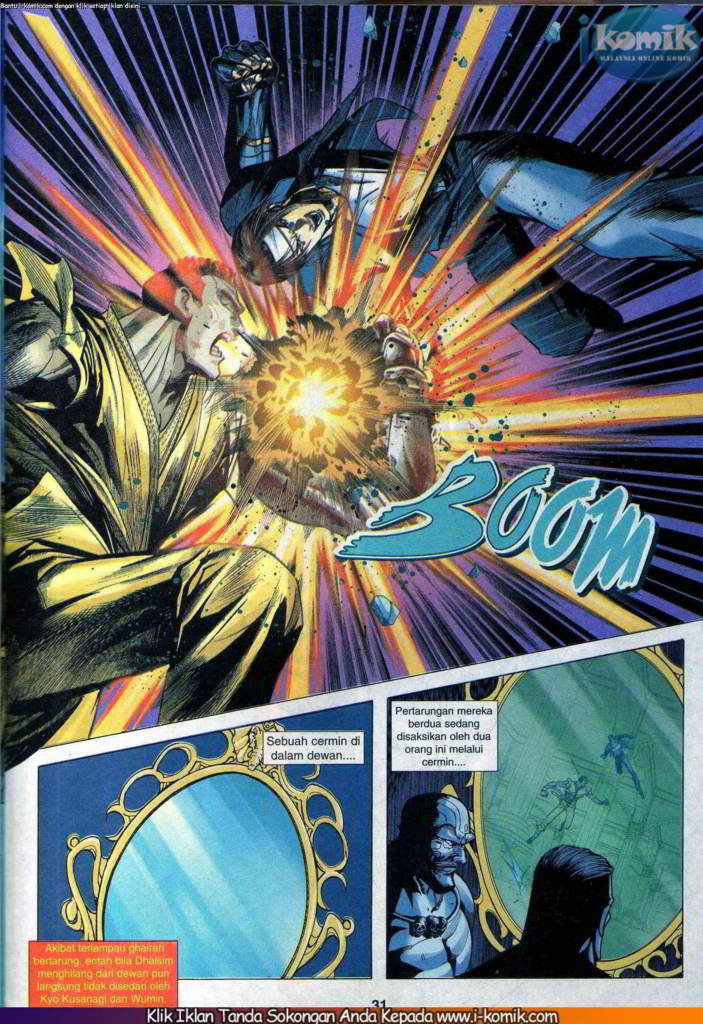 Bantu i-komik.com dengan klik setiap iklan disini ...
i komik
MALAYSIA ONLINE KOMIK
BOOM
Sebuah cermin di
dalam dewan....
Pertarungan mereka
berdua sedang
disaksikan oleh dua
orang ini melalui
cermin....
Akibat terlampau ghairah
bertarung, entah bila Dhalsim
menghilang dari dewan pun
langsung tidak disedari oleh
Kyo Kusanagi dan Wumin.
31
Klik Iklan Tanda Sokongan Anda Kepada www.i-komik.com